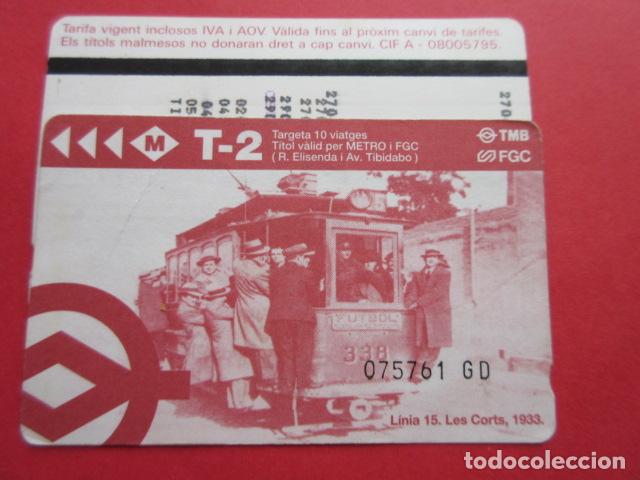 Tarifa vigent inclosos IVA i AOV. Vàlida fins al pròxim canvi de tarifes.
Els títols malmesos no donaran dret a cap canvi. CIF A - 08005795.
M T-2
Targeta 10 viatges
Títol vàlid per METRO i FGC
( R. Elisenda i Av. Tibidabo )
TMB
FGC
FUTBOL
338
075761 GD
Línia 15. Les Corts, 1933.
todocoleccion.net